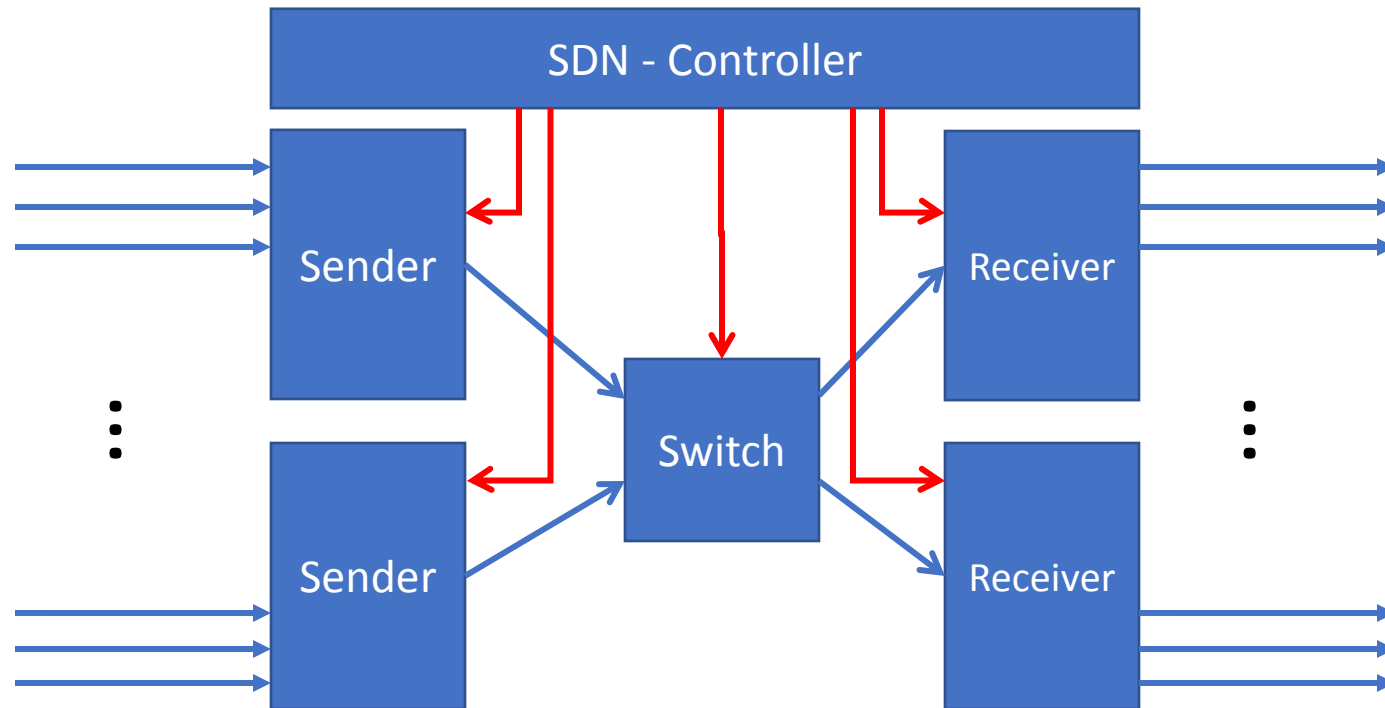 SDN - Controller
Sender
Receiver
Switch
Sender
Receiver